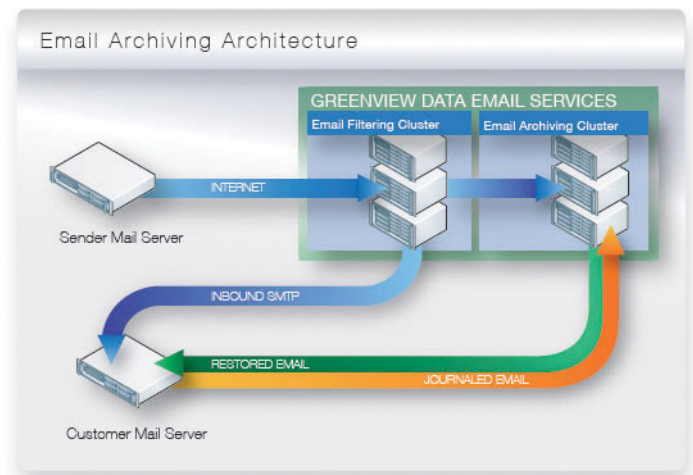 Email Archiving Architecture
GREENVIEW DATA EMAIL SERVICES
Email Filtering Cluster
Email Archiving Cluster
INTERNET
Sender Mail Server
INBOUND SMTP
RESTORED EMAIL
JOURNALED EMAIL
Customer Mail Server